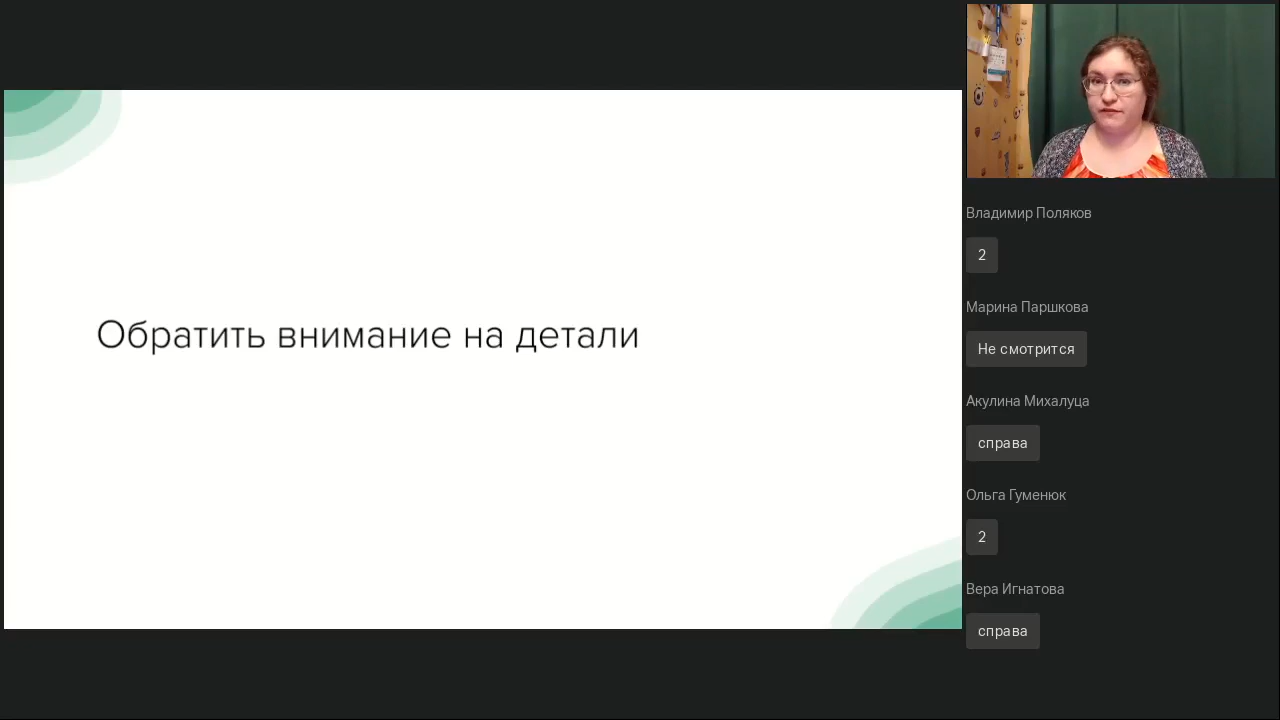 Обратить внимание на детали
Владимир Поляков
2
Марина Паршкова
Не смотрится
Акулина Михалуца
справа
Ольга Гуменюк
2
Вера Игнатова
справа